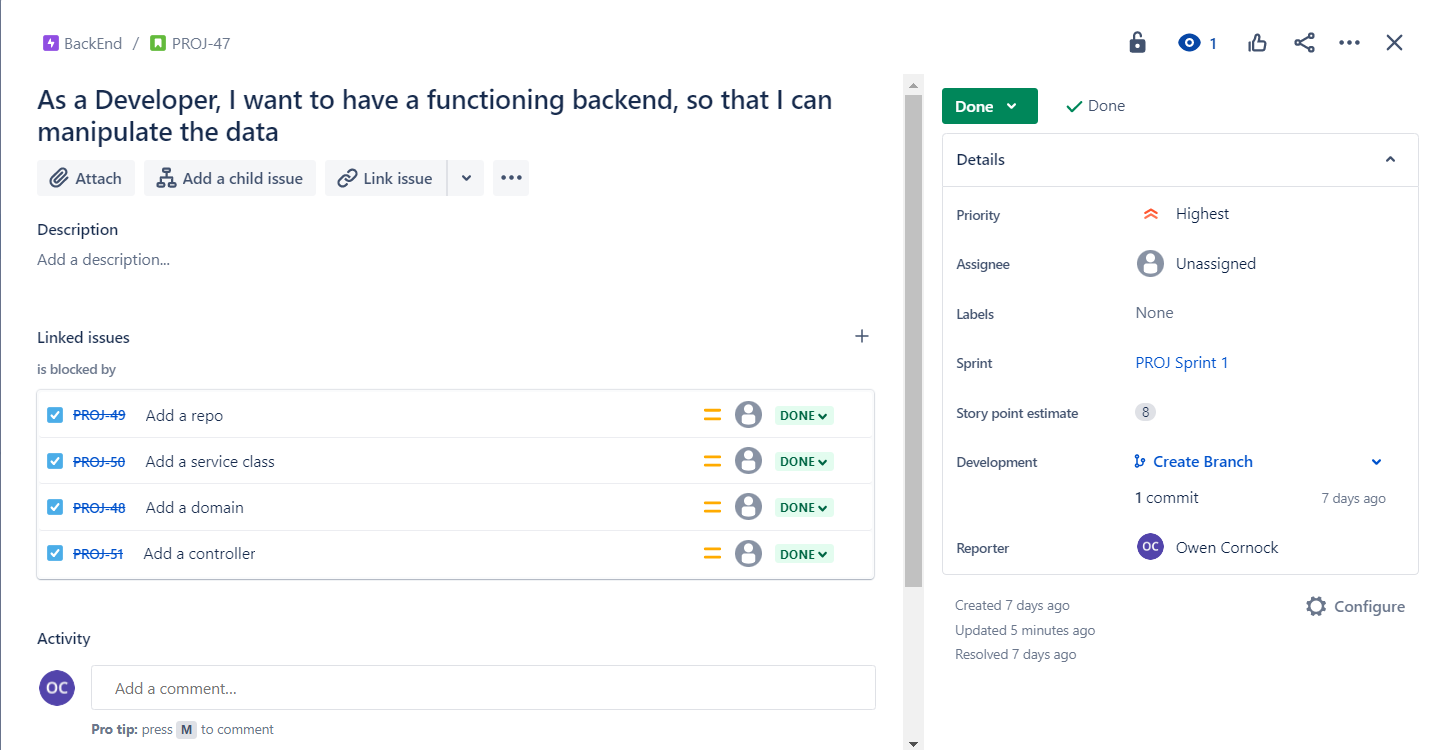 BackEnd / PROJ-47
1
As a Developer, I want to have a functioning backend, so that I can
manipulate the data
Attach
Add a child issue
Link issue
Description
Add a description...
Linked issues
is blocked by
PROJ-49 Add a repo DONE
PROJ-50 Add a service class DONE
PROJ-48 Add a domain DONE
PROJ-51 Add a controller DONE
Activity
OC
Add a comment...
Pro tip: press M to comment
Done
Done
Details
Priority Highest
Assignee Unassigned
Labels None
Sprint PROJ Sprint 1
Story point estimate 8
Development Create Branch
1 commit 7 days ago
Reporter OC Owen Cornock
Created 7 days ago
Configure
Updated 5 minutes ago
Resolved 7 days ago